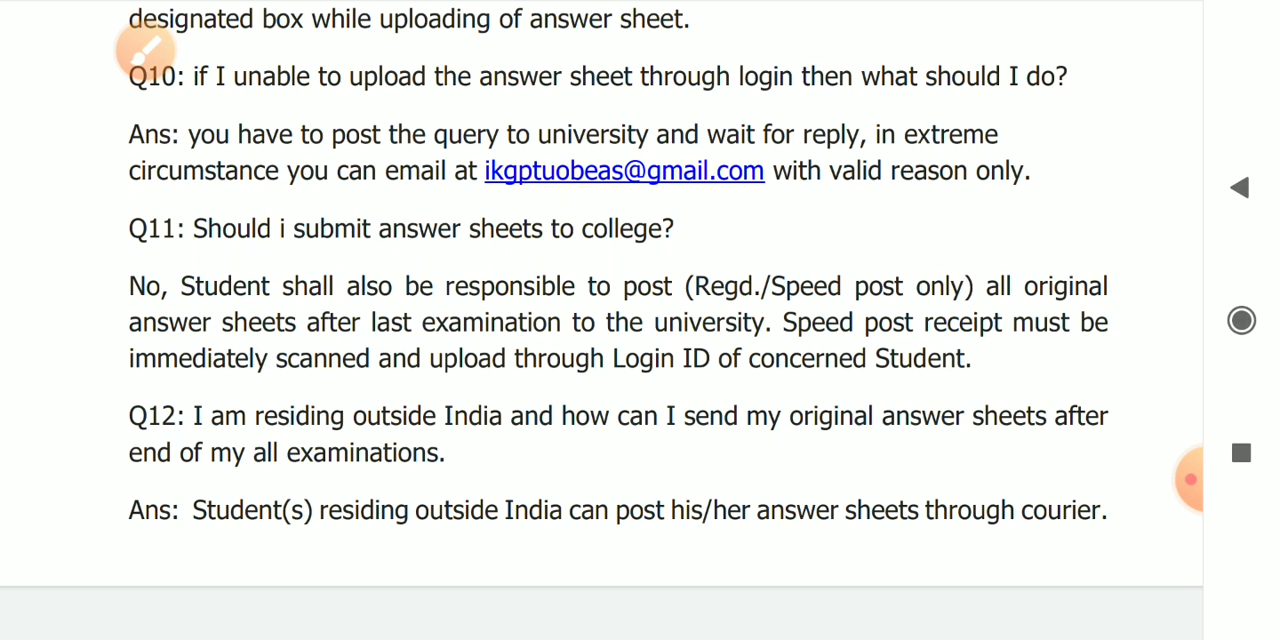 designated box while uploading of answer sheet.
Q10: if I unable to upload the answer sheet through login then what should I do?
Ans: you have to post the query to university and wait for reply, in extreme
circumstance you can email at ikgptuobeas@gmail.com with valid reason only.
Q11: Should i submit answer sheets to college?
No, Student shall also be responsible to post (Regd./Speed post only) all original
answer sheets after last examination to the university. Speed post receipt must be
immediately scanned and upload through Login ID of concerned Student.
Q12: I am residing outside India and how can I send my original answer sheets after
end of my all examinations.
Ans:  Student(s) residing outside India can post his/her answer sheets through courier.